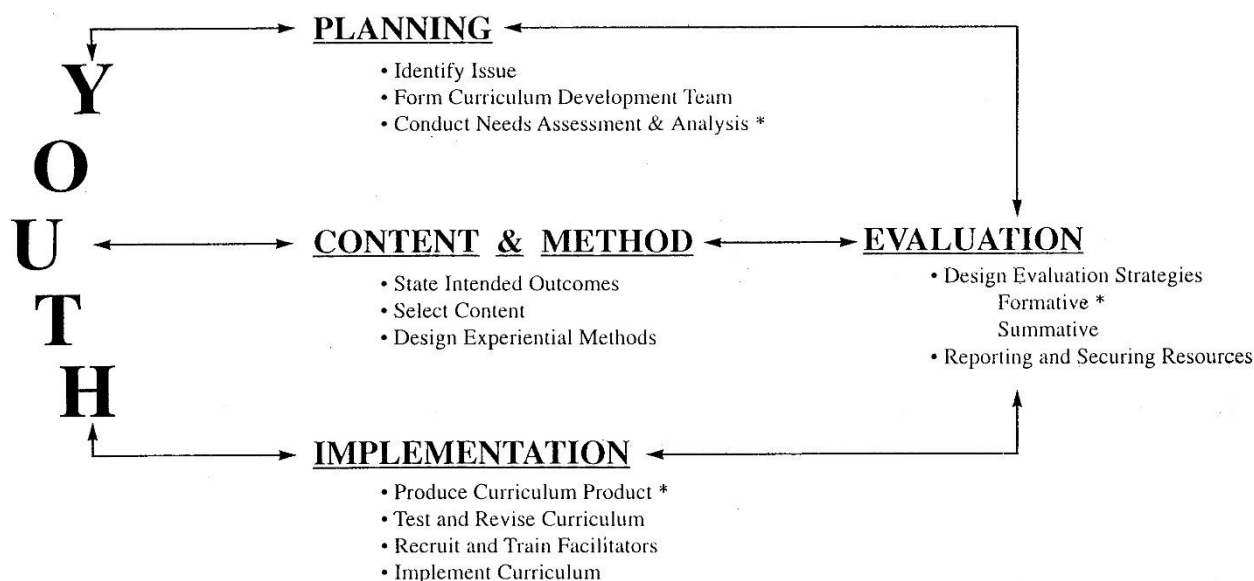 YOUTH
PLANNING
• Identify Issue
• Form Curriculum Development Team
• Conduct Needs Assessment & Analysis *
CONTENT & METHOD
• State Intended Outcomes
• Select Content
• Design Experiential Methods
EVALUATION
• Design Evaluation Strategies
Formative *
Summative
• Reporting and Securing Resources
IMPLEMENTATION
• Produce Curriculum Product *
• Test and Revise Curriculum
• Recruit and Train Facilitators
• Implement Curriculum